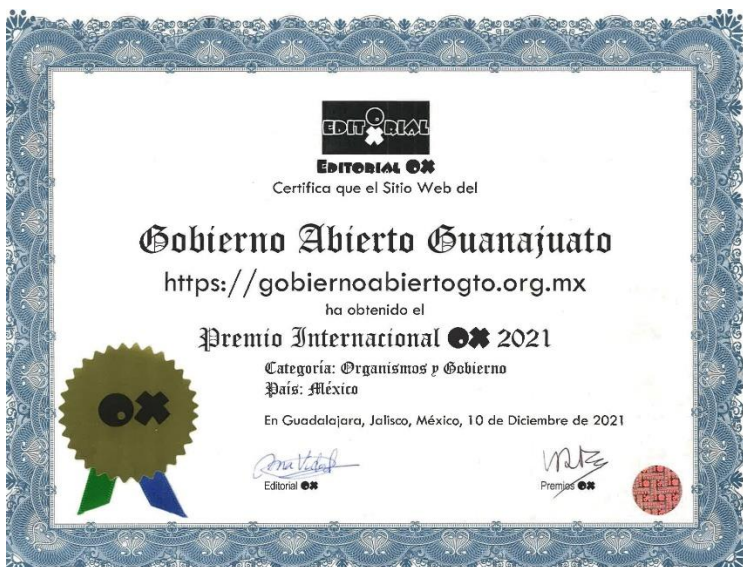 EDITORIAL
EDITORIAL OX
Certifica que el Sitio Web del
Gobierno Abierto Guanajuato
https://gobiernoabiertogto.org.mx
ha obtenido el
Premio Internacional OX 2021
Categoría: Organismos y Gobierno
País: México
En Guadalajara, Jalisco, México, 10 de Diciembre de 2021
OX
Editorial OX
Premios OX